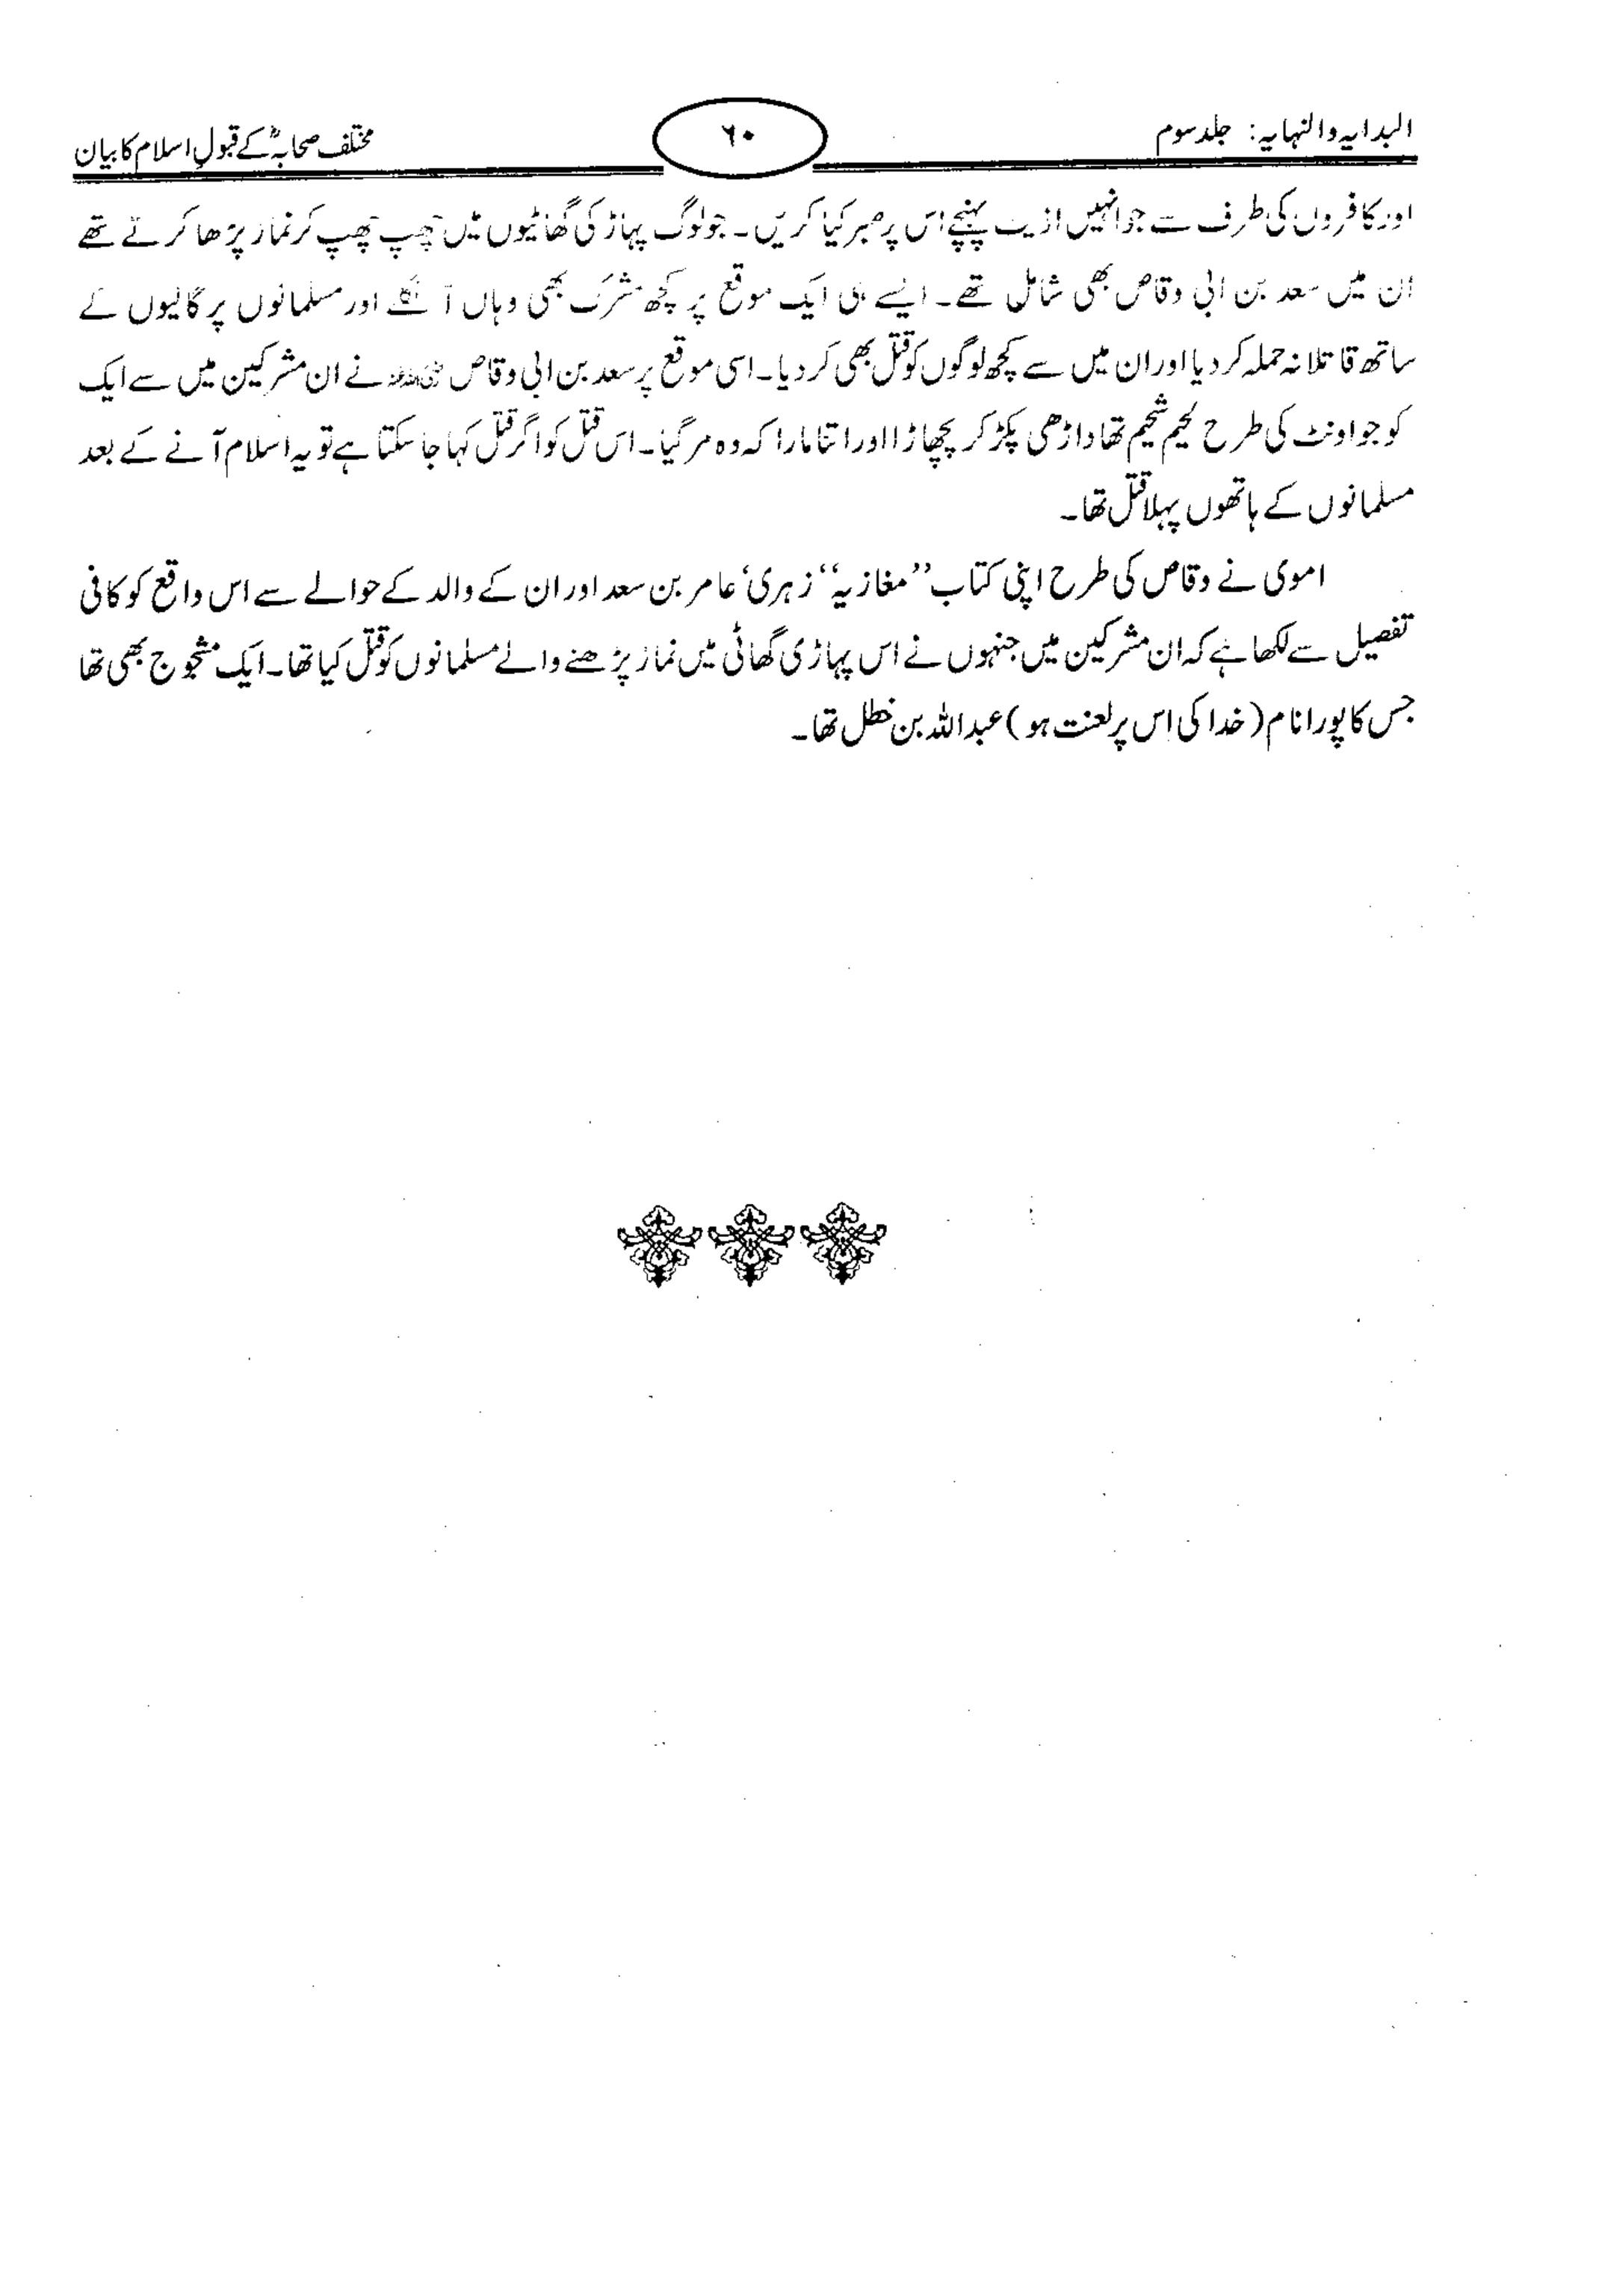 البدایہ والنہایہ: جلد سوم
۶۰
مختلف صحابہؓ کے قبولِ اسلام کا بیان
اور کافروں کی طرف سے جو انہیں اذیت پہنچے اس پر صبر کیا کریں۔ جو لوگ پہاڑ کی گھاٹیوں میں چھپ چھپ کر نماز پڑھا کرتے تھے
ان میں سعد بن ابی وقاص بھی شامل تھے۔ ایسے ہی ایک موقع پر کچھ مشرک بھی وہاں آ نکلے اور مسلمانوں پر گالیوں کے
ساتھ قاتلانہ حملہ کر دیا اور ان میں سے کچھ لوگوں کو قتل بھی کر دیا۔ اسی موقع پر سعد بن ابی وقاص رضی اللہ عنہ نے ان مشرکین میں سے ایک
کو جو اونٹ کی طرح لحیم شحیم تھا داڑھی پکڑ کر پچھاڑا اور اتنا مارا کہ وہ مر گیا۔ اس قتل کو اگر قتل کہا جا سکتا ہے تو یہ اسلام آنے کے بعد
مسلمانوں کے ہاتھوں پہلا قتل تھا۔
اموی نے وقاص کی طرح اپنی کتاب ’’مغازیہ‘‘ زہری‘ عامر بن سعد اور ان کے والد کے حوالے سے اس واقع کو کافی
تفصیل سے لکھا ہے کہ ان مشرکین میں جنہوں نے اس پہاڑی گھاٹی میں نماز پڑھنے والے مسلمانوں کو قتل کیا تھا۔ ایک مشجوج بھی تھا
جس کا پورا نام (خدا کی اس پر لعنت ہو) عبداللہ بن خطل تھا۔